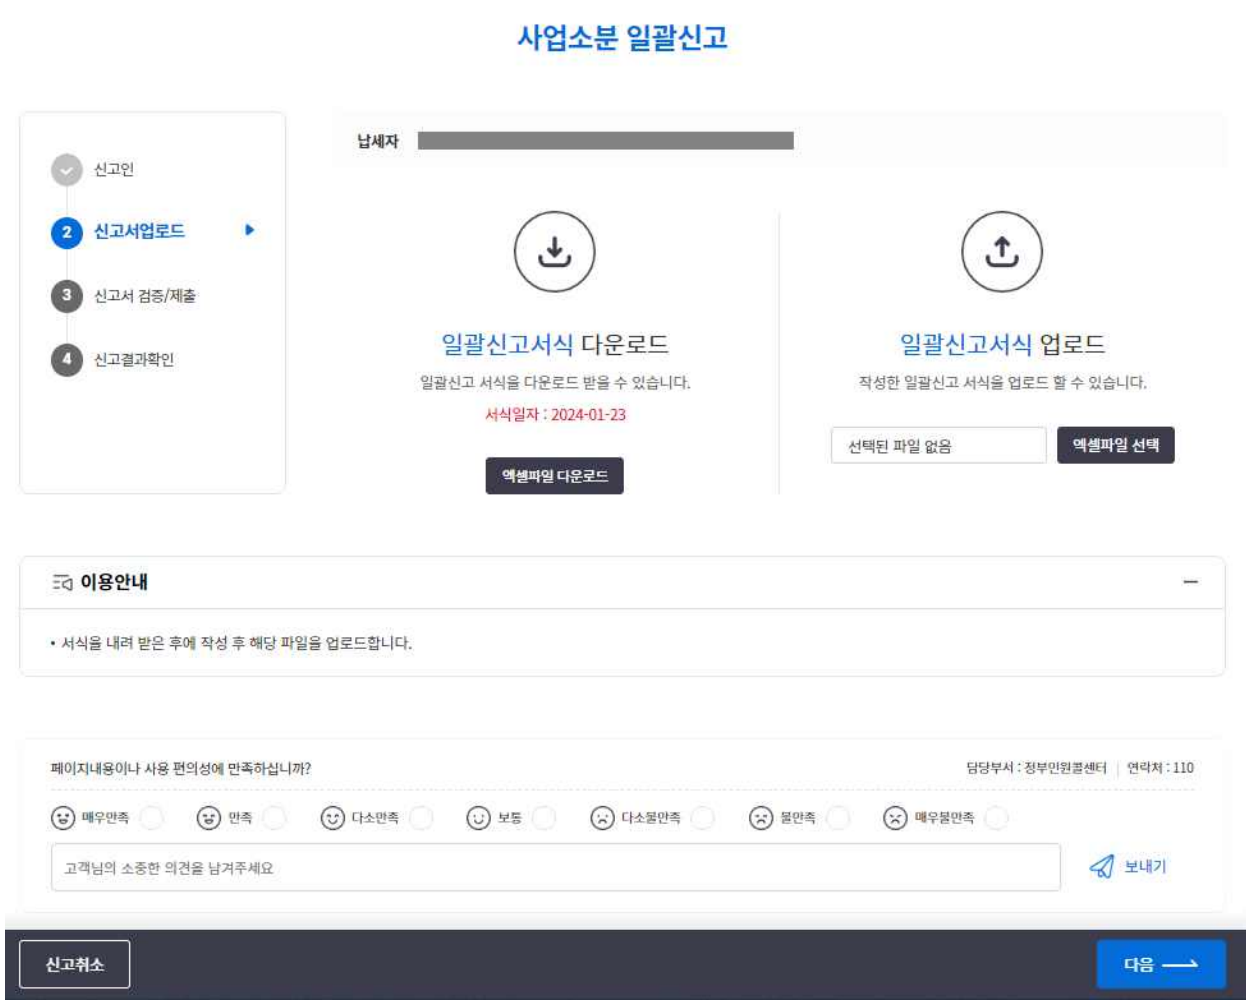 사업소분 일괄신고
신고인
2 신고서업로드
3 신고서 검증/제출
4 신고결과확인
납세자
일괄신고서식 다운로드
일괄신고 서식을 다운로드 받을 수 있습니다.
서식일자 : 2024-01-23
엑셀파일 다운로드
일괄신고서식 업로드
작성한 일괄신고 서식을 업로드 할 수 있습니다.
선택된 파일 없음 엑셀파일 선택
이용안내
• 서식을 내려 받은 후에 작성 후 해당 파일을 업로드합니다.
페이지내용이나 사용 편의성에 만족하십니까? 담당부서 : 정부민원콜센터 | 연락처 : 110
매우만족 만족 다소만족 보통 다소불만족 불만족 매우불만족
고객님의 소중한 의견을 남겨주세요 보내기
신고취소 다음